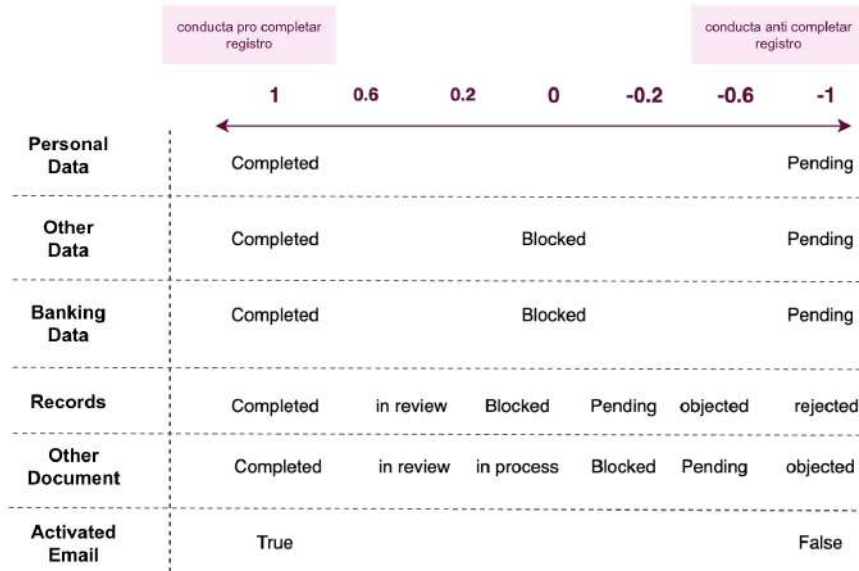 conducta pro completar
registro
conducta anti completar
registro
1 0.6 0.2 0 -0.2 -0.6 -1
Personal
Data
Completed Pending
Other
Data
Completed Blocked Pending
Banking
Data
Completed Blocked Pending
Records Completed in review Blocked Pending objected rejected
Other
Document
Completed in review in process Blocked Pending objected
Activated
Email
True False